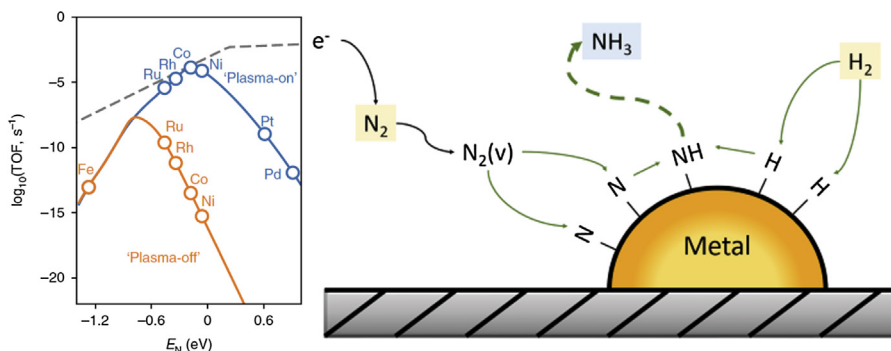 0
−5
−10
−15
−20
log₁₀(TOF, s⁻¹)
−1.2
−0.6
0
0.6
E_N (eV)
Co
Rh
Ni
Ru
'Plasma-on'
Ru
Pt
Rh
Fe
Co
Pd
Ni
'Plasma-off'
e⁻
N₂
N₂(v)
NH₃
H₂
N
N
NH
H
H
Metal